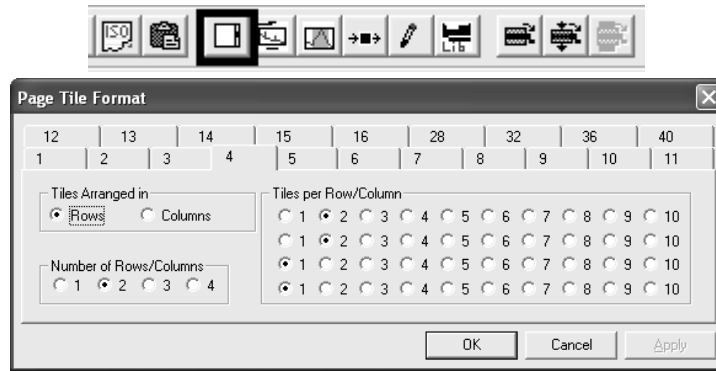 ISO
Lib
Page Tile Format
12 13 14 15 16 28 32 36 40
1 2 3 4 5 6 7 8 9 10 11
Tiles Arranged in
Rows Columns
Number of Rows/Columns
1 2 3 4
Tiles per Row/Column
1 2 3 4 5 6 7 8 9 10
1 2 3 4 5 6 7 8 9 10
1 2 3 4 5 6 7 8 9 10
1 2 3 4 5 6 7 8 9 10
OK Cancel Apply